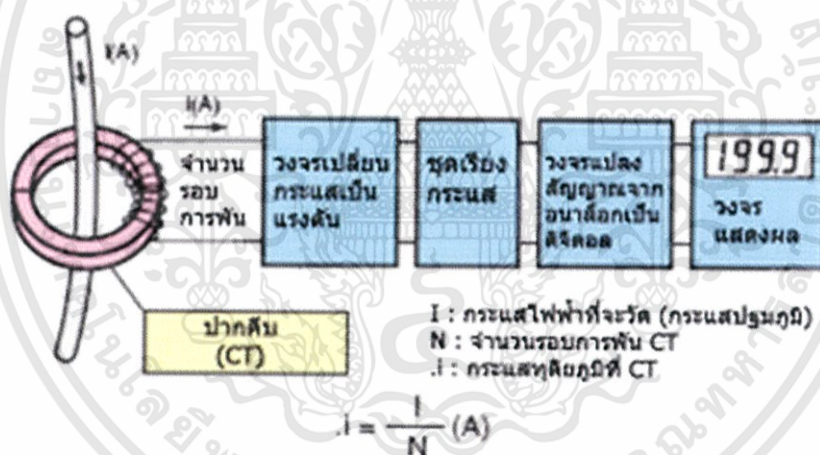 I(A)
i(A)
จำนวน
รอบ
การพัน
วงจรเปลี่ยน
กระแสเป็น
แรงดัน
ชุดเรียง
กระแส
วงจรแปลง
สัญญาณจาก
อนาล็อกเป็น
ดิจิตอล
199.9
วงจร
แสดงผล
ปากคีบ
(CT)
I : กระแสไฟฟ้าที่จะวัด (กระแสปฐมภูมิ)
N : จำนวนรอบการพัน CT
.i : กระแสทุติยภูมิที่ CT
.i = I/N (A)